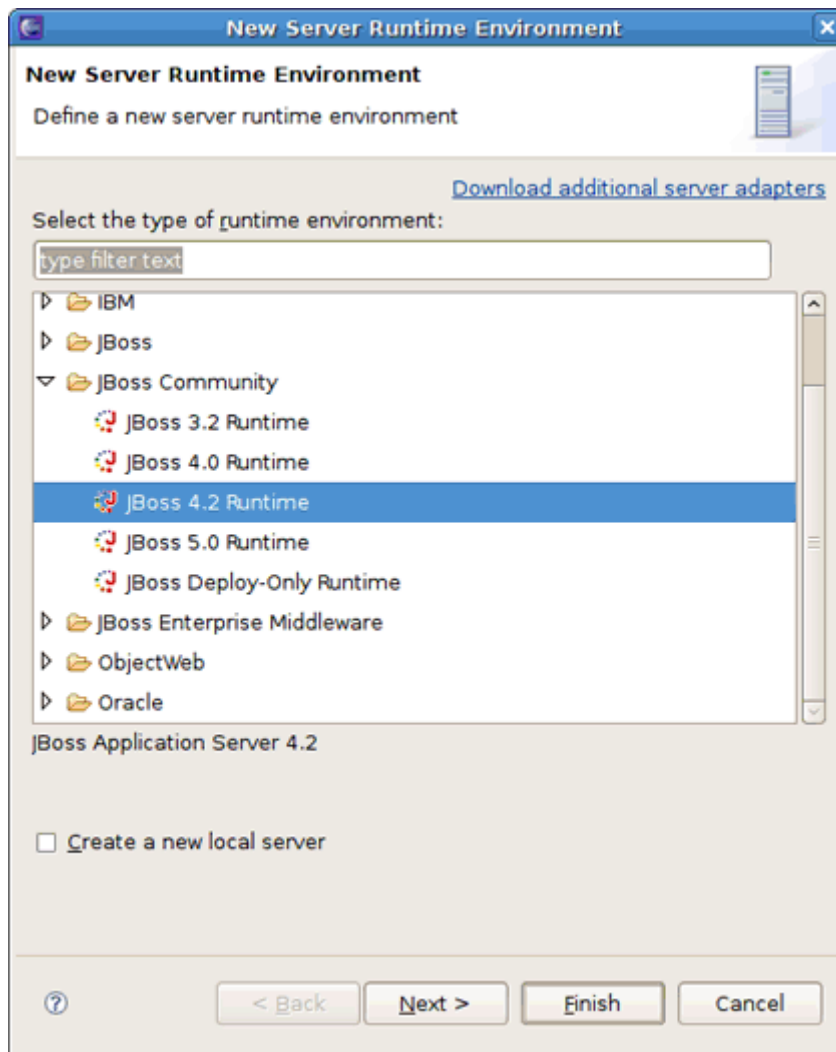 New Server Runtime Environment
New Server Runtime Environment
Define a new server runtime environment
Download additional server adapters
Select the type of runtime environment:
type filter text
IBM
JBoss
JBoss Community
JBoss 3.2 Runtime
JBoss 4.0 Runtime
JBoss 4.2 Runtime
JBoss 5.0 Runtime
JBoss Deploy-Only Runtime
JBoss Enterprise Middleware
ObjectWeb
Oracle
JBoss Application Server 4.2
Create a new local server
< Back Next > Finish Cancel